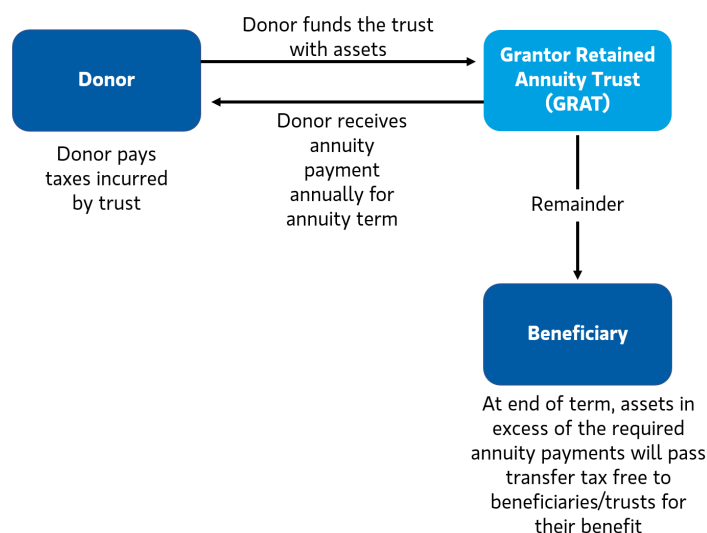 Donor funds the trust
with assets
Donor
Grantor Retained
Annuity Trust
(GRAT)
Donor receives
annuity
payment
annually for
annuity term
Donor pays
taxes incurred
by trust
Remainder
Beneficiary
At end of term, assets in
excess of the required
annuity payments will pass
transfer tax free to
beneficiaries/trusts for
their benefit